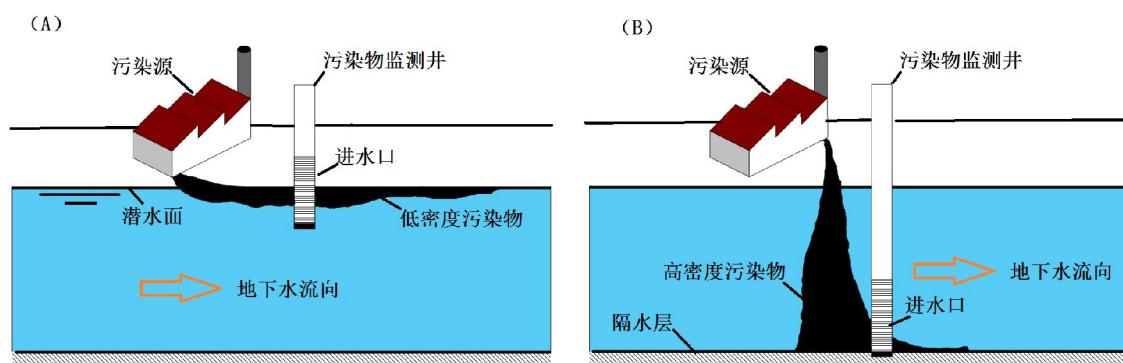 （A）
污染源
污染物监测井
进水口
潜水面
低密度污染物
地下水流向
（B）
污染源
污染物监测井
高密度污染物
地下水流向
进水口
隔水层